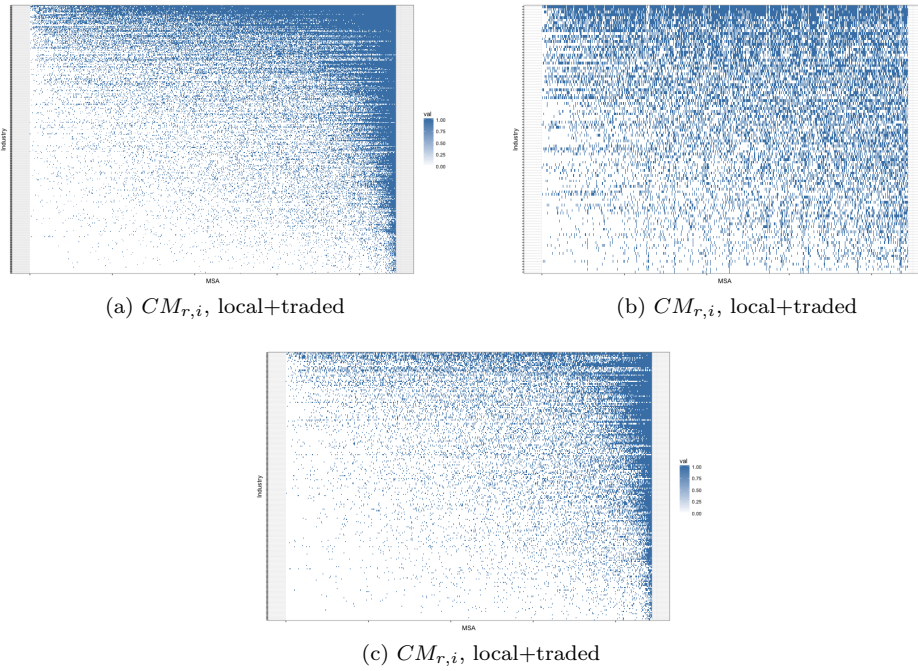 Industry
val
1.00
0.75
0.50
0.25
0.00
MSA
(a) CM_{r,i}, local+traded
MSA
(b) CM_{r,i}, local+traded
Industry
val
1.00
0.75
0.50
0.25
0.00
MSA
(c) CM_{r,i}, local+traded